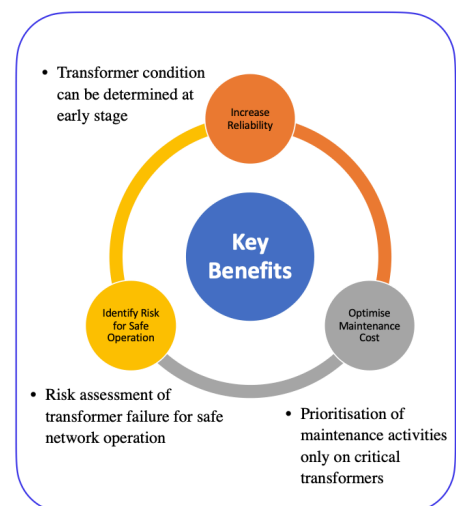 • Transformer condition
can be determined at
early stage
Increase
Reliability
Key
Benefits
Identify Risk
for Safe
Operation
Optimise
Maintenance
Cost
• Risk assessment of
transformer failure for safe
network operation
• Prioritisation of
maintenance activities
only on critical
transformers